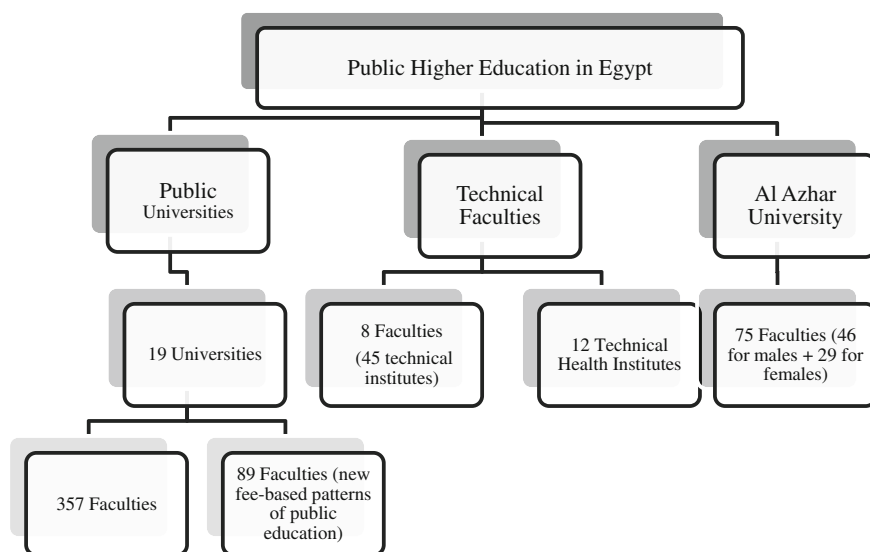 Public Higher Education in Egypt
Public
Universities
Technical
Faculties
Al Azhar
University
19 Universities
8 Faculties
(45 technical
institutes)
12 Technical
Health Institutes
75 Faculties (46
for males + 29 for
females)
357 Faculties
89 Faculties (new
fee-based patterns
of public
education)